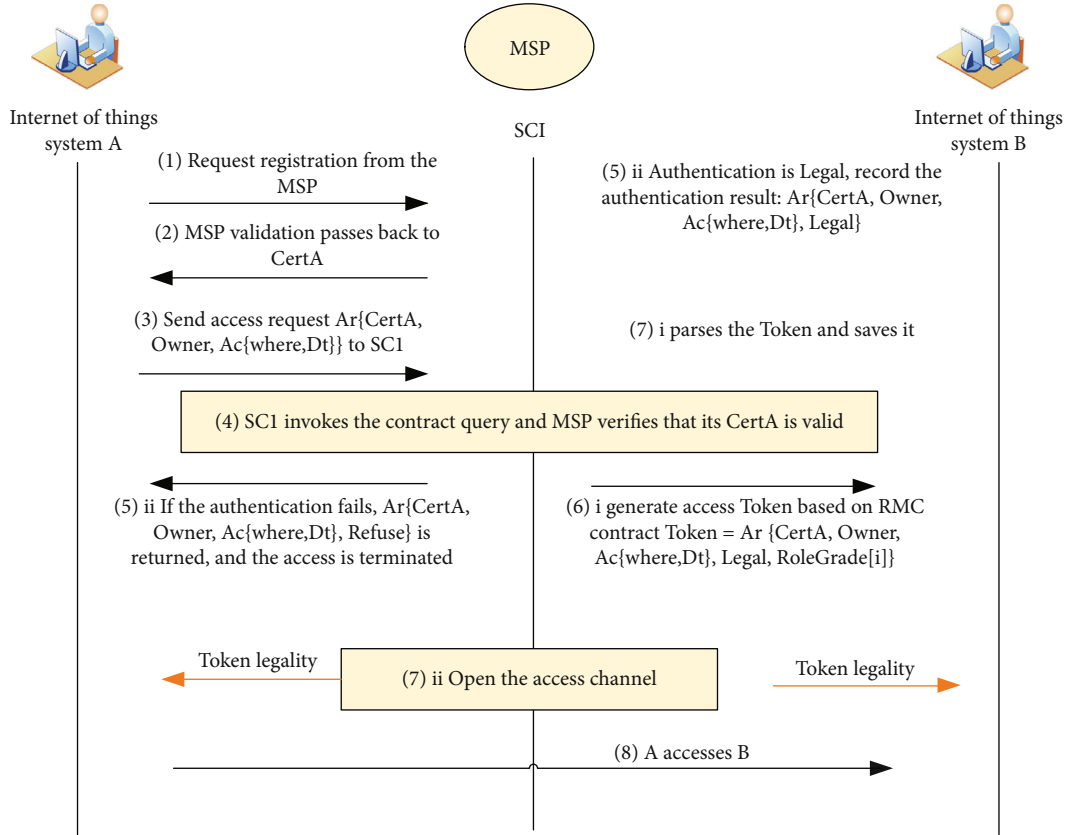 MSP
Internet of things
system A
SCI
Internet of things
system B
(1) Request registration from the
MSP
(5) ii Authentication is Legal, record the
authentication result: Ar{CertA, Owner,
Ac{where,Dt}, Legal}
(2) MSP validation passes back to
CertA
(3) Send access request Ar{CertA,
Owner, Ac{where,Dt}} to SC1
(7) i parses the Token and saves it
(4) SC1 invokes the contract query and MSP verifies that its CertA is valid
(5) ii If the authentication fails, Ar{CertA,
Owner, Ac{where,Dt}, Refuse} is
returned, and the access is terminated
(6) i generate access Token based on RMC
contract Token = Ar {CertA, Owner,
Ac{where,Dt}, Legal, RoleGrade[i]}
Token legality
(7) ii Open the access channel
Token legality
(8) A accesses B